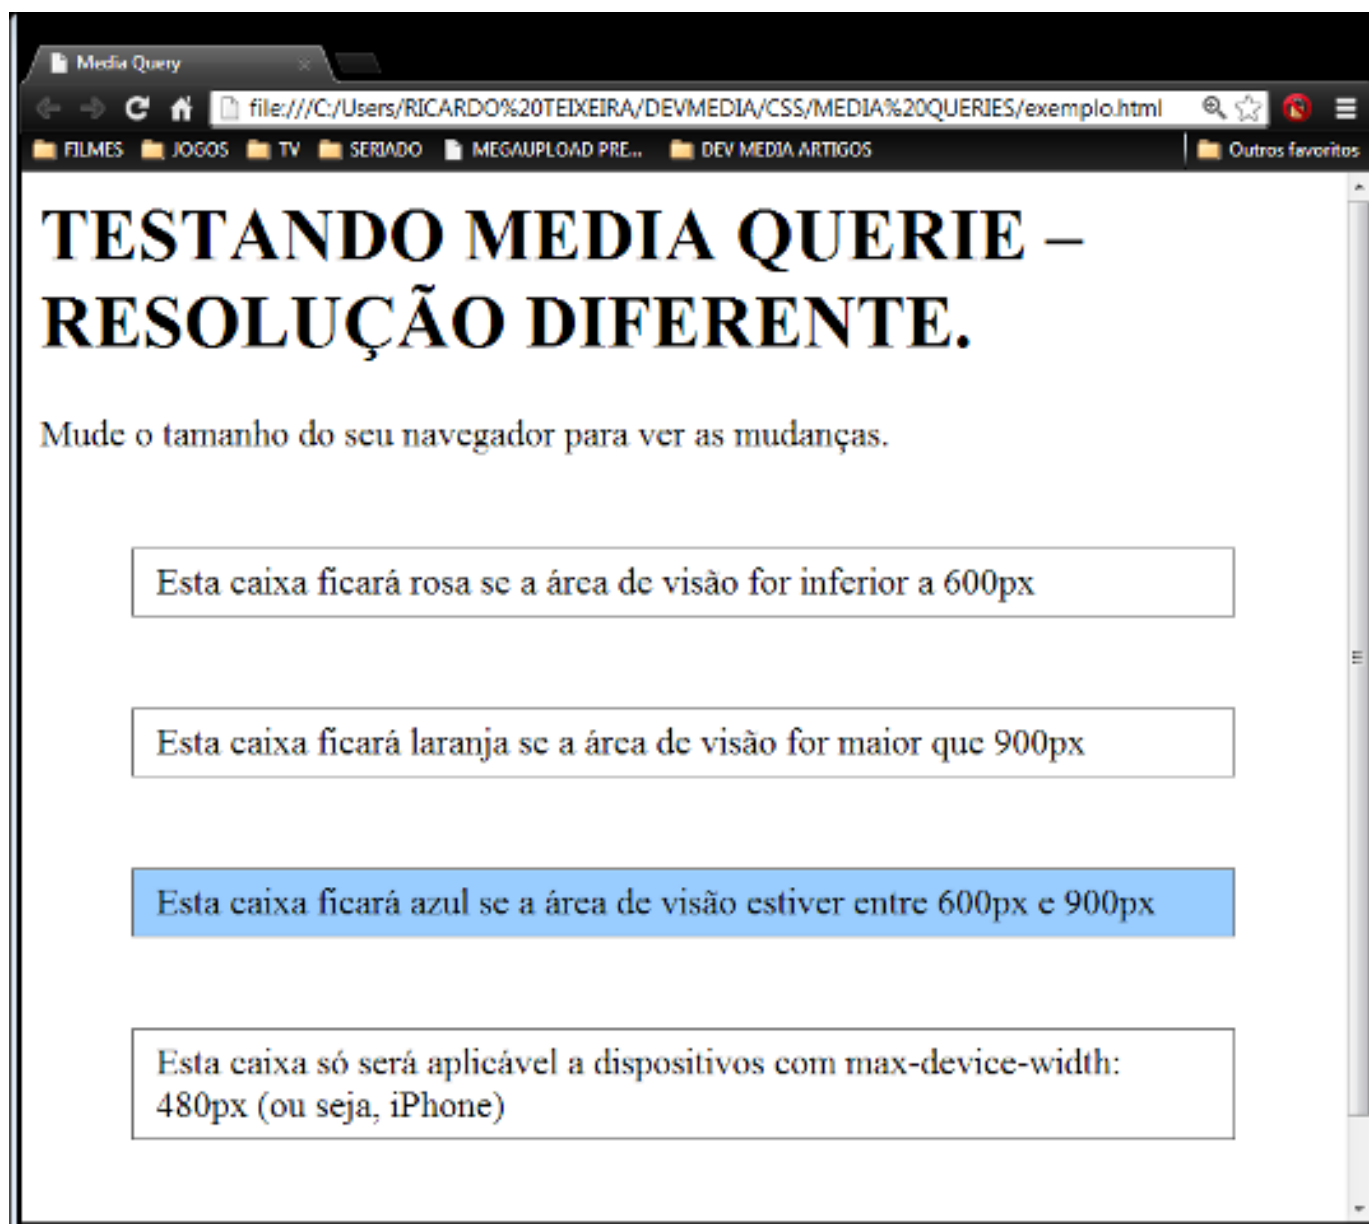 Media Query
file:///C:/Users/RICARDO%20TEIXEIRA/DEVMEDIA/CSS/MEDIA%20QUERIES/exemplo.html
FILMES JOGOS TV SERIADO MEGAUPLOAD PRE... DEV MEDIA ARTIGOS Outros favoritos
TESTANDO MEDIA QUERIE –
RESOLUÇÃO DIFERENTE.
Mude o tamanho do seu navegador para ver as mudanças.
Esta caixa ficará rosa se a área de visão for inferior a 600px
Esta caixa ficará laranja se a área de visão for maior que 900px
Esta caixa ficará azul se a área de visão estiver entre 600px e 900px
Esta caixa só será aplicável a dispositivos com max-device-width:
480px (ou seja, iPhone)